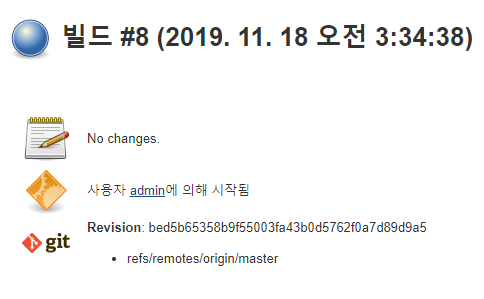 빌드 #8 (2019. 11. 18 오전 3:34:38)
No changes.
사용자 admin에 의해 시작됨
git
Revision: bed5b65358b9f55003fa43b0d5762f0a7d89d9a5
refs/remotes/origin/master